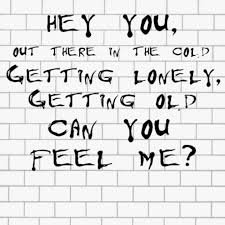 HEY YOU,
OUT THERE IN THE COLD
GETTING LONELY,
GETTING OLD
CAN YOU
FEEL ME?